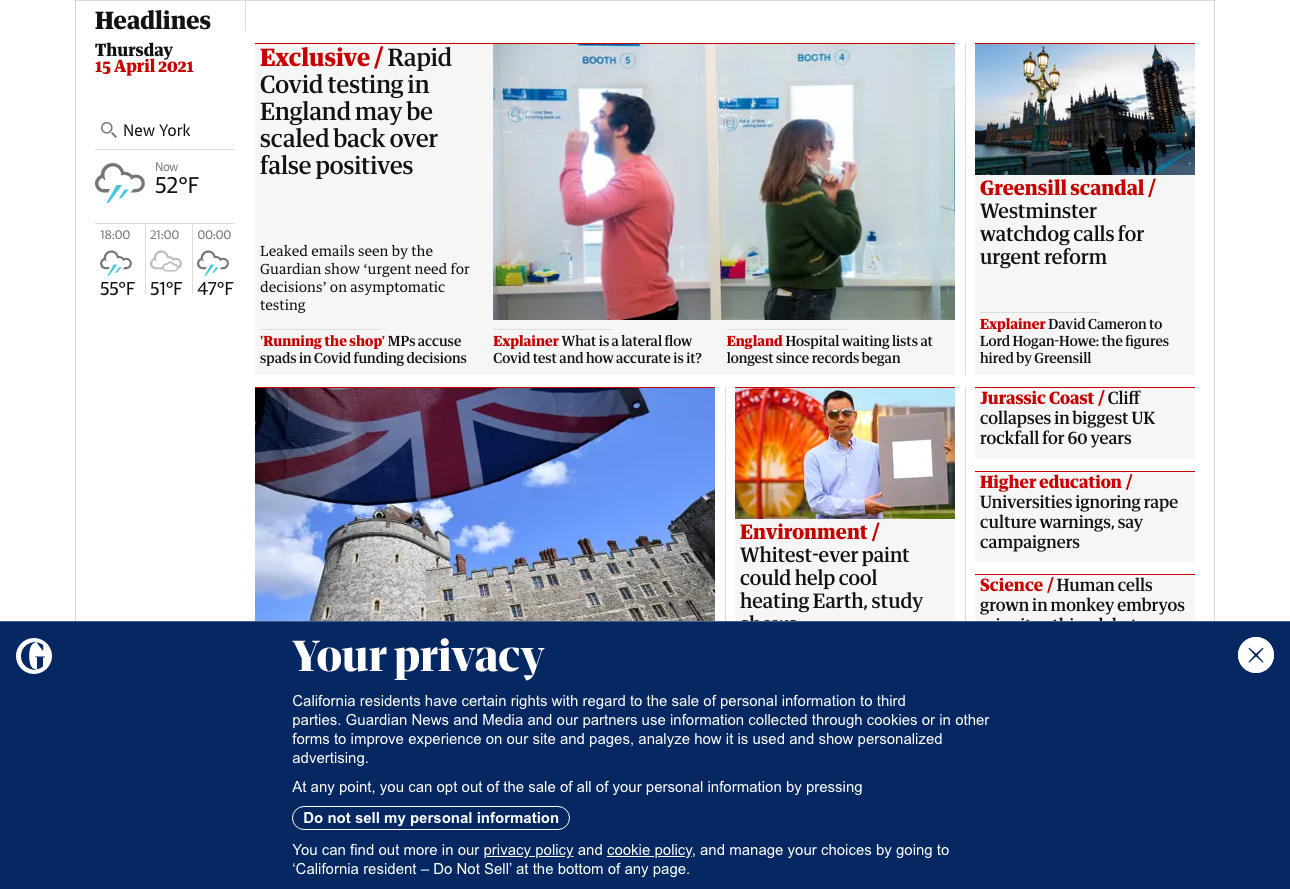 Headlines
Thursday
15 April 2021
New York
Now
52°F
18:00
21:00
00:00
55°F
51°F
47°F
Exclusive / Rapid
Covid testing in
England may be
scaled back over
false positives
Leaked emails seen by the
Guardian show ‘urgent need for
decisions’ on asymptomatic
testing
BOOTH 5
BOOTH 4
'Running the shop' MPs accuse
spads in Covid funding decisions
Explainer What is a lateral flow
Covid test and how accurate is it?
England Hospital waiting lists at
longest since records began
Greensill scandal /
Westminster
watchdog calls for
urgent reform
Explainer David Cameron to
Lord Hogan-Howe: the figures
hired by Greensill
Environment /
Whitest-ever paint
could help cool
heating Earth, study
Jurassic Coast / Cliff
collapses in biggest UK
rockfall for 60 years
Higher education /
Universities ignoring rape
culture warnings, say
campaigners
Science / Human cells
grown in monkey embryos
Your privacy
California residents have certain rights with regard to the sale of personal information to third
parties. Guardian News and Media and our partners use information collected through cookies or in other
forms to improve experience on our site and pages, analyze how it is used and show personalized
advertising.
At any point, you can opt out of the sale of all of your personal information by pressing
Do not sell my personal information
You can find out more in our privacy policy and cookie policy, and manage your choices by going to
‘California resident – Do Not Sell’ at the bottom of any page.